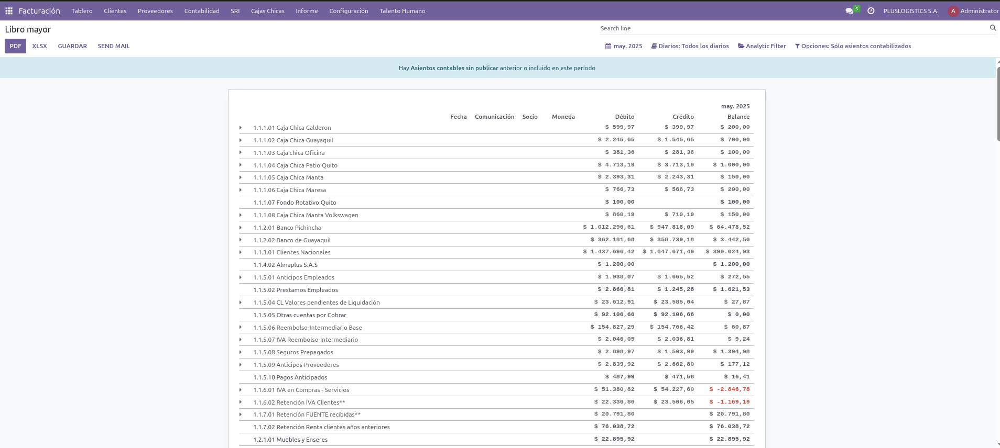 Facturación Tablero Clientes Proveedores Contabilidad SRI Cajas Chicas Informe Configuración Talento Humano 5 PLUSLOGISTICS S.A. A Administrator
Libro mayor
Search line
PDF XLSX GUARDAR SEND MAIL may. 2025 Diarios: Todos los diarios Analytic Filter Opciones: Sólo asientos contabilizados
Hay Asientos contables sin publicar anterior o incluido en este período
may. 2025
Fecha Comunicación Socio Moneda Débito Crédito Balance
1.1.1.01 Caja Chica Calderon $ 599,97 $ 399,97 $ 200,00
1.1.1.02 Caja Chica Guayaquil $ 2.245,65 $ 1.545,65 $ 700,00
1.1.1.03 Caja chica Oficina $ 381,36 $ 281,36 $ 100,00
1.1.1.04 Caja Chica Patio Quito $ 4.713,19 $ 3.713,19 $ 1.000,00
1.1.1.05 Caja Chica Manta $ 2.393,31 $ 2.243,31 $ 150,00
1.1.1.06 Caja Chica Maresa $ 766,73 $ 566,73 $ 200,00
1.1.1.07 Fondo Rotativo Quito $ 100,00 $ 100,00
1.1.1.08 Caja Chica Manta Volkswagen $ 860,19 $ 710,19 $ 150,00
1.1.2.01 Banco Pichincha $ 1.012.296,61 $ 947.818,09 $ 64.478,52
1.1.2.02 Banco de Guayaquil $ 362.181,68 $ 358.739,18 $ 3.442,50
1.1.3.01 Clientes Nacionales $ 1.437.696,42 $ 1.047.671,49 $ 390.024,93
1.1.4.02 Almaplus S.A.S $ 1.200,00 $ 1.200,00
1.1.5.01 Anticipos Empleados $ 1.938,07 $ 1.665,52 $ 272,55
1.1.5.02 Prestamos Empleados $ 2.866,81 $ 1.245,28 $ 1.621,53
1.1.5.04 CL Valores pendientes de Liquidación $ 23.612,91 $ 23.585,04 $ 27,87
1.1.5.05 Otras cuentas por Cobrar $ 92.106,66 $ 92.106,66 $ 0,00
1.1.5.06 Reembolso-Intermediario Base $ 154.827,29 $ 154.766,42 $ 60,87
1.1.5.07 IVA Reembolso-Intermediario $ 2.046,05 $ 2.036,81 $ 9,24
1.1.5.08 Seguros Prepagados $ 2.898,97 $ 1.503,99 $ 1.394,98
1.1.5.09 Anticipos Proveedores $ 2.839,92 $ 2.662,80 $ 177,12
1.1.5.10 Pagos Anticipados $ 487,99 $ 471,58 $ 16,41
1.1.6.01 IVA en Compras - Servicios $ 51.380,82 $ 54.227,60 $ -2.846,78
1.1.6.02 Retención IVA Clientes** $ 22.336,86 $ 23.506,05 $ -1.169,19
1.1.7.01 Retención FUENTE recibidas** $ 20.791,80 $ 20.791,80
1.1.7.02 Retención Renta clientes años anteriores $ 76.038,72 $ 76.038,72
1.2.1.01 Muebles y Enseres $ 22.895,92 $ 22.895,92